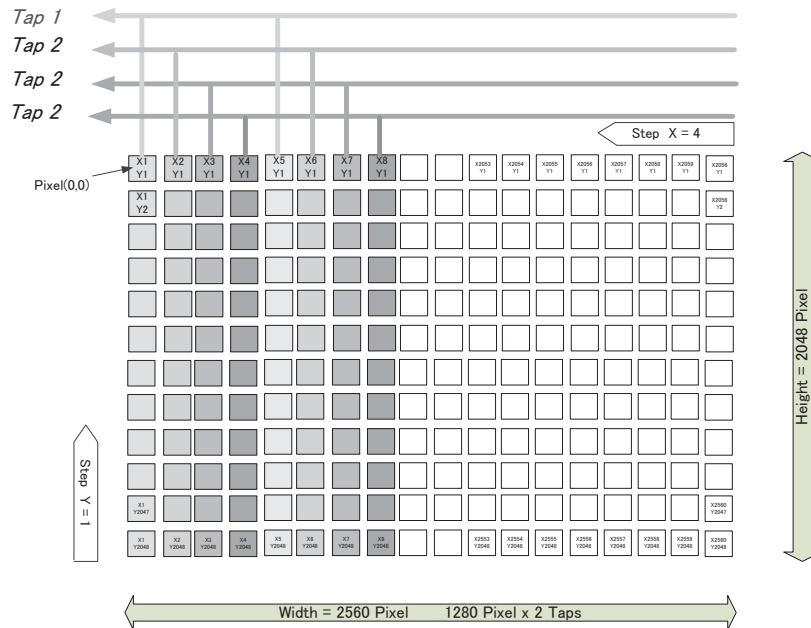 Tap 1
Tap 2
Tap 2
Tap 2
Step X = 4
X1 X2 X3 X4 X5 X6 X7 X8 X2053 X2054 X2055 X2056 X2057 X2058 X2059 X2056
Y1 Y1 Y1 Y1 Y1 Y1 Y1 Y1 Y1 Y1 Y1 Y1 Y1 Y1 Y1 Y1
Pixel(0,0)
X1 X2056
Y2 Y2
Height = 2048 Pixel
Step Y = 1
X1 X2560
Y2047 Y2047
X1 X2 X3 X4 X5 X6 X7 X8 X2553 X2554 X2555 X2556 X2557 X2558 X2559 X2560
Y2048 Y2048 Y2048 Y2048 Y2048 Y2048 Y2048 Y2048 Y2048 Y2048 Y2048 Y2048 Y2048 Y2048 Y2048 Y2048
Width = 2560 Pixel 1280 Pixel x 2 Taps